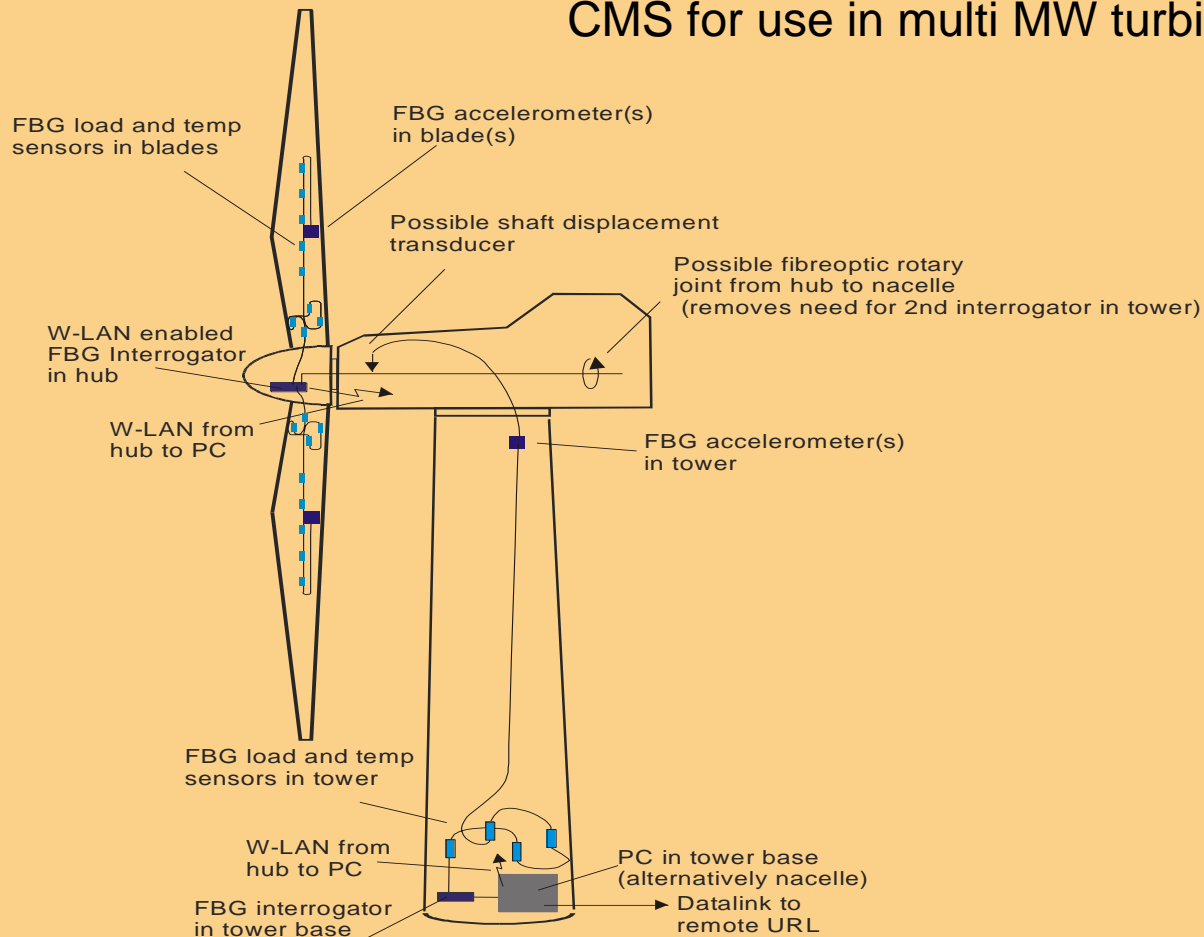 CMS for use in multi MW turbi
FBG load and temp
sensors in blades
FBG accelerometer(s)
in blade(s)
Possible shaft displacement
transducer
Possible fibreoptic rotary
joint from hub to nacelle
(removes need for 2nd interrogator in tower)
W-LAN enabled
FBG Interrogator
in hub
W-LAN from
hub to PC
FBG accelerometer(s)
in tower
FBG load and temp
sensors in tower
W-LAN from
hub to PC
PC in tower base
(alternatively nacelle)
FBG interrogator
in tower base
Datalink to
remote URL